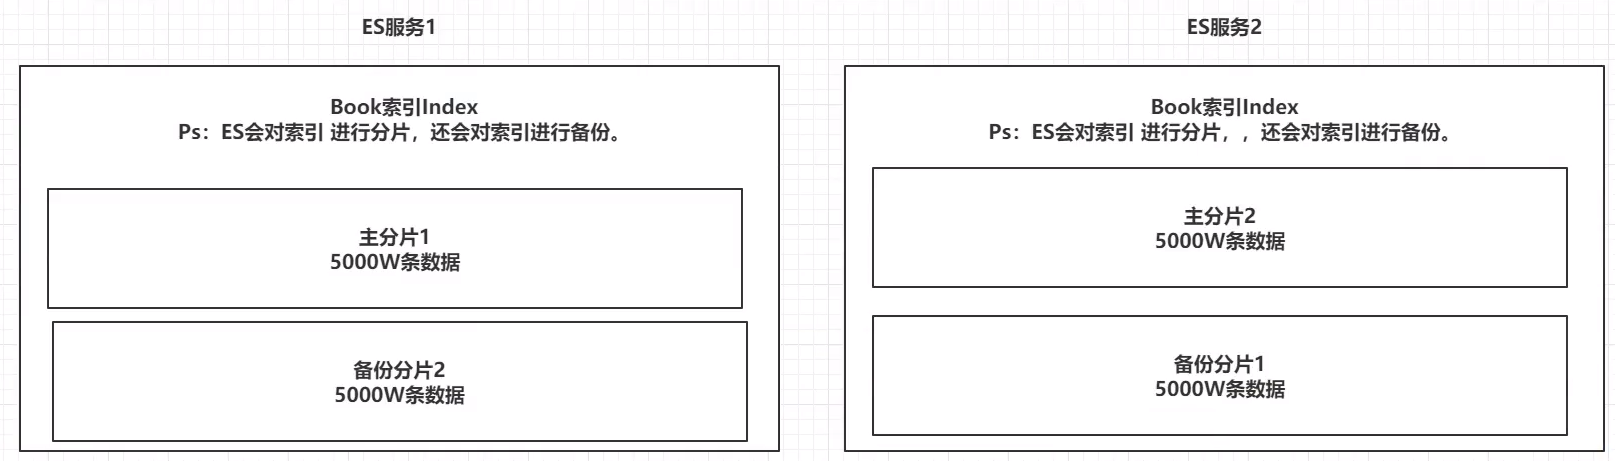 ES服务1
Book索引Index
Ps：ES会对索引 进行分片，还会对索引进行备份。
主分片1
5000W条数据
备份分片2
5000W条数据
ES服务2
Book索引Index
Ps：ES会对索引 进行分片，，还会对索引进行备份。
主分片2
5000W条数据
备份分片1
5000W条数据